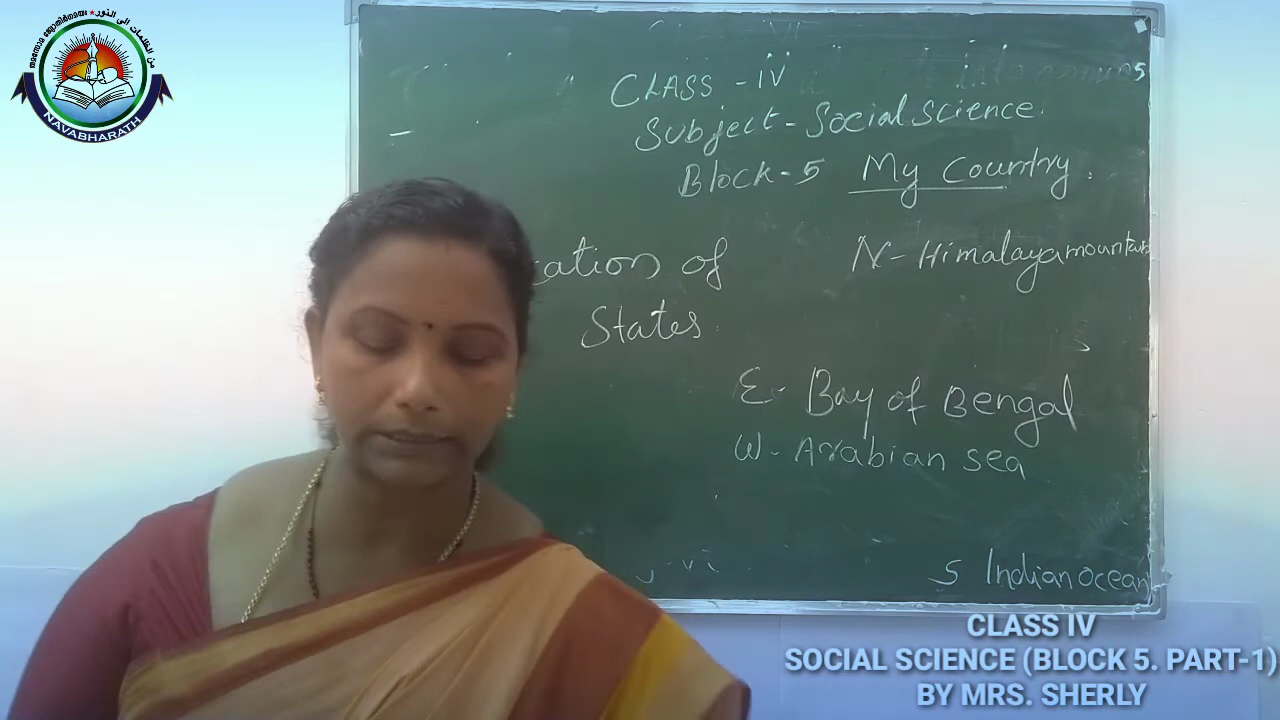 NAVABHARATH
CLASS - IV
Subject - Social Science.
Block - 5 My Country.
cation of
States
N - Himalaya mountains
E - Bay of Bengal
W - Arabian Sea
S Indian ocean
CLASS IV
SOCIAL SCIENCE (BLOCK 5. PART-1)
BY MRS. SHERLY